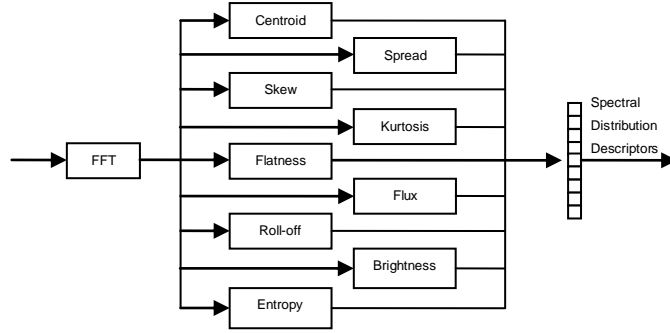 Centroid
Spread
Skew
Kurtosis
FFT
Flatness
Flux
Roll-off
Brightness
Entropy
Spectral
Distribution
Descriptors